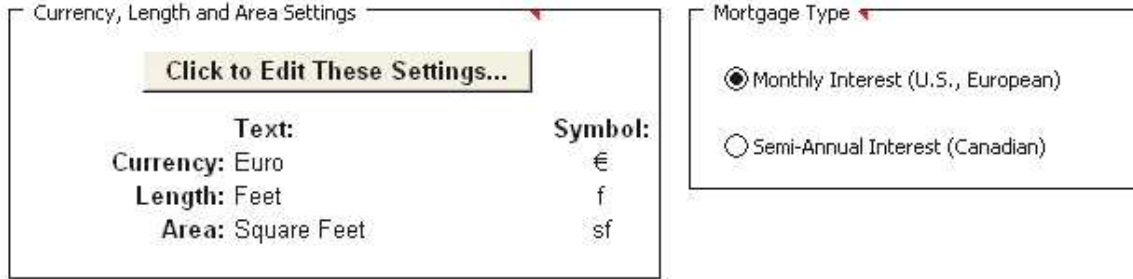 Currency, Length and Area Settings
Click to Edit These Settings...
Text: Symbol:
Currency: Euro €
Length: Feet f
Area: Square Feet sf
Mortgage Type
Monthly Interest (U.S., European)
Semi-Annual Interest (Canadian)